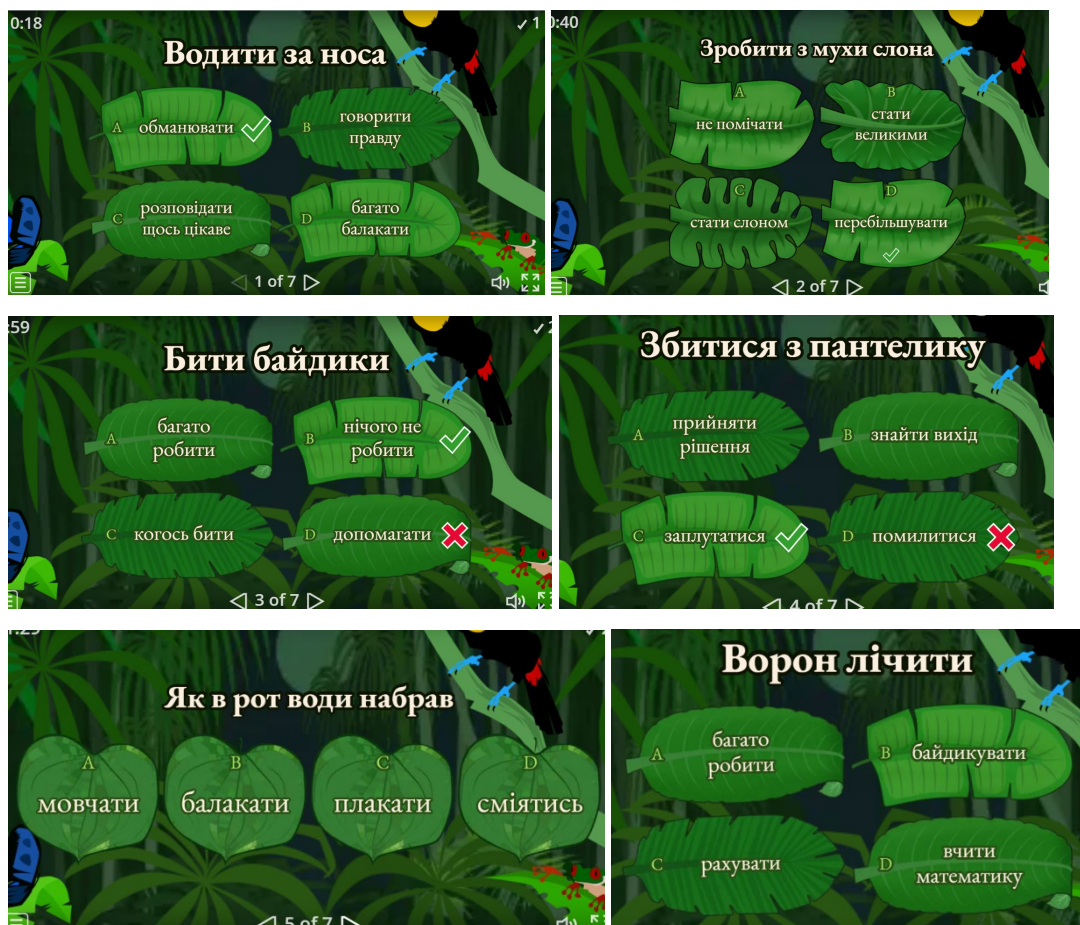 0:18
✓ 1
Водити за носа
A обманювати
B говорити
правду
C розповідати
щось цікаве
D багато
балакати
1 of 7
0:40
Зробити з мухи слона
A
не помічати
B
стати
великими
C
стати слоном
D
перебільшувати
2 of 7
:59
Бити байдики
A багато
робити
B нічого не
робити
C когось бити
D допомагати
3 of 7
Збитися з пантелику
A прийняти
рішення
B знайти вихід
C заплутатися
D помилитися
4 of 7
Як в рот води набрав
A
мовчати
B
балакати
C
плакати
D
сміятись
5 of 7
Ворон лічити
A багато
робити
B байдикувати
C рахувати
D вчити
математику